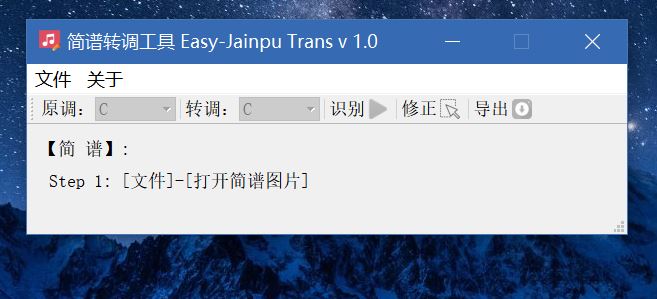 简谱转调工具 Easy-Jainpu Trans v 1.0
文件 关于
原调: C 转调: C 识别 修正 导出
【简 谱】:
Step 1: [文件]-[打开简谱图片]